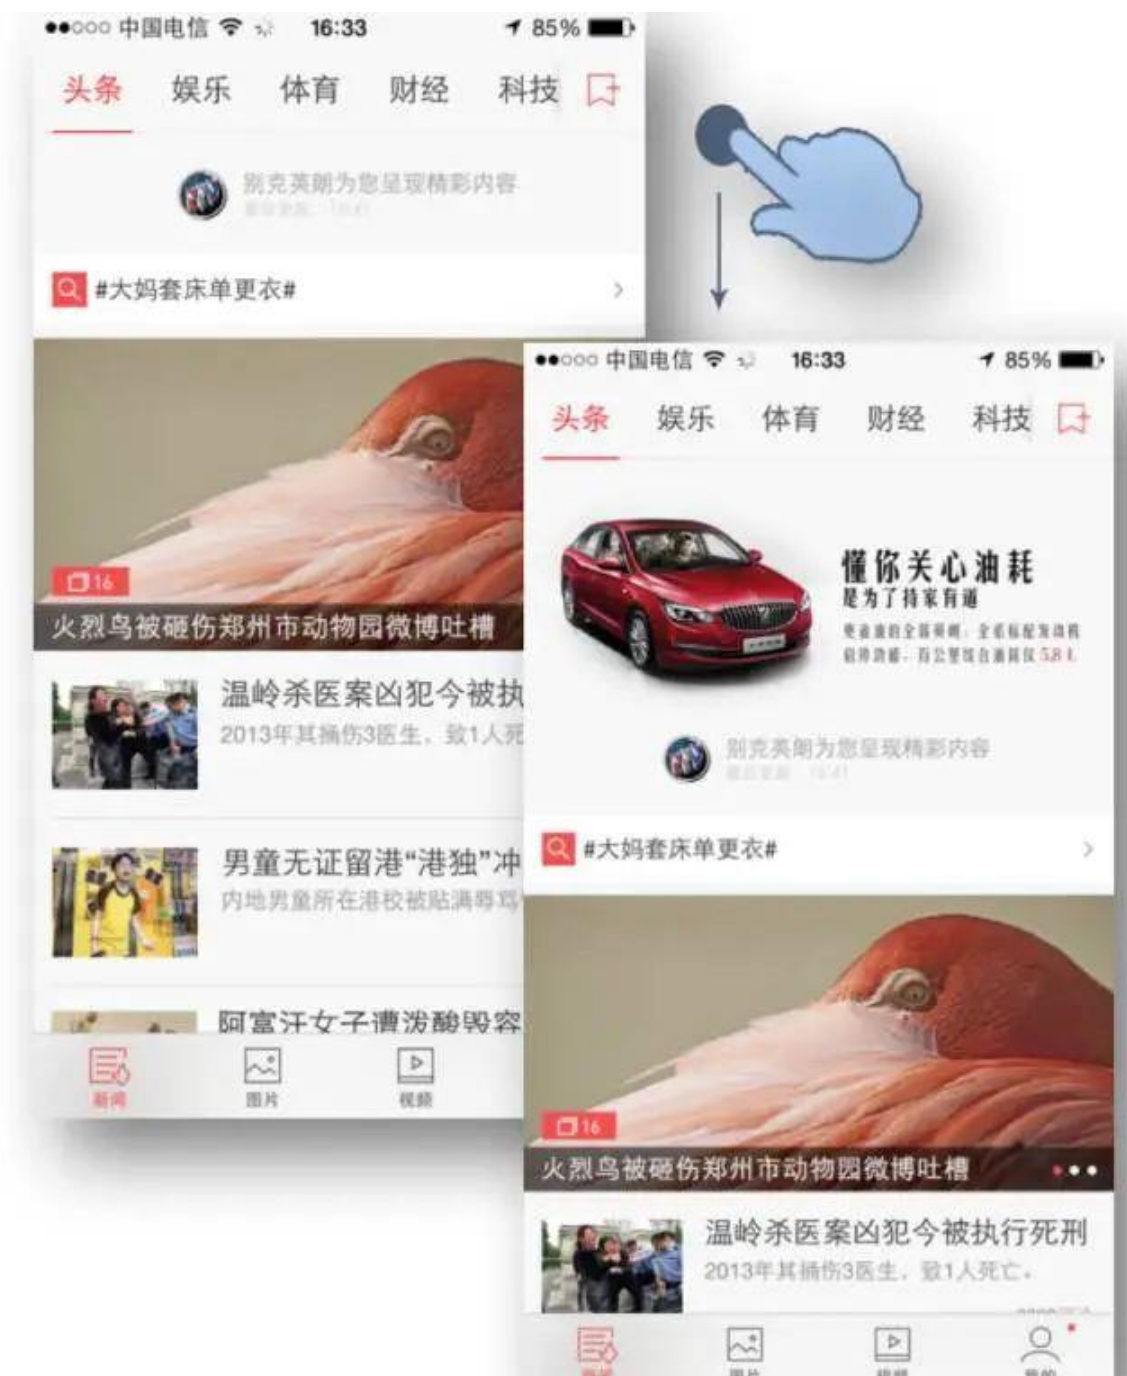 中国电信 16:33 85%
头条 娱乐 体育 财经 科技
别克英朗为您呈现精彩内容
#大妈套床单更衣#
16
火烈鸟被砸伤郑州市动物园微博吐槽
温岭杀医案凶犯今被执
2013年其捅伤3医生，致1人死
男童无证留港“港独”冲
内地男童所在港校被贴满辱骂
阿富汗女子遭泼酸毁容
新闻 图片 视频
中国电信 16:33 85%
头条 娱乐 体育 财经 科技
懂你关心油耗
是为了持家有道
5.8 L
别克英朗为您呈现精彩内容
#大妈套床单更衣#
16
火烈鸟被砸伤郑州市动物园微博吐槽
温岭杀医案凶犯今被执行死刑
2013年其捅伤3医生，致1人死亡。